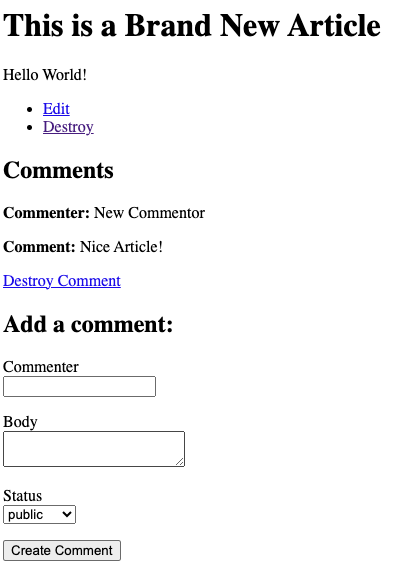 This is a Brand New Article
Hello World!
Edit
Destroy
Comments
Commenter: New Commentor
Comment: Nice Article!
Destroy Comment
Add a comment:
Commenter
Body
Status
public
Create Comment